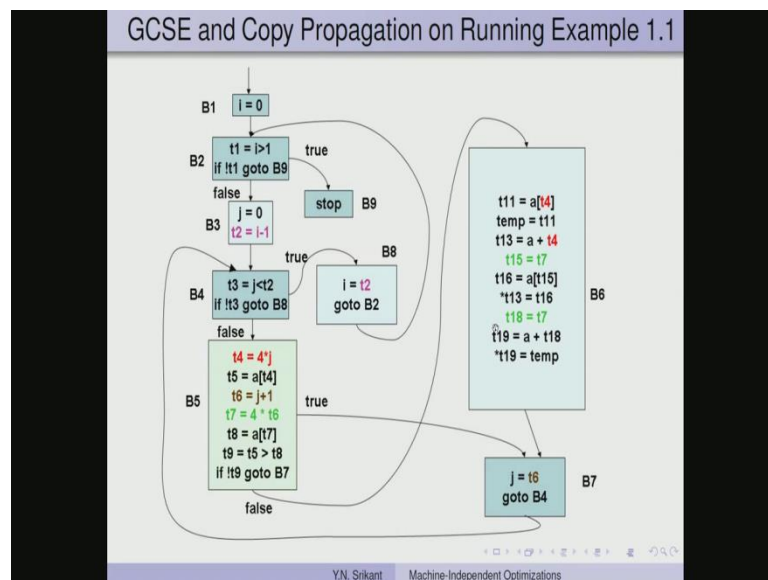 GCSE and Copy Propagation on Running Example 1.1
B1
i = 0
B2
t1 = i>1
if !t1 goto B9
true
false
stop
B9
B3
j = 0
t2 = i-1
true
B8
B4
t3 = j<t2
if !t3 goto B8
i = t2
goto B2
false
B5
t4 = 4*j
t5 = a[t4]
t6 = j+1
t7 = 4 * t6
t8 = a[t7]
t9 = t5 > t8
if !t9 goto B7
true
false
t11 = a[t4]
temp = t11
t13 = a + t4
t15 = t7
t16 = a[t15]
*t13 = t16
t18 = t7
t19 = a + t18
*t19 = temp
B6
j = t6
goto B4
B7
Y.N. Srikant Machine-Independent Optimizations